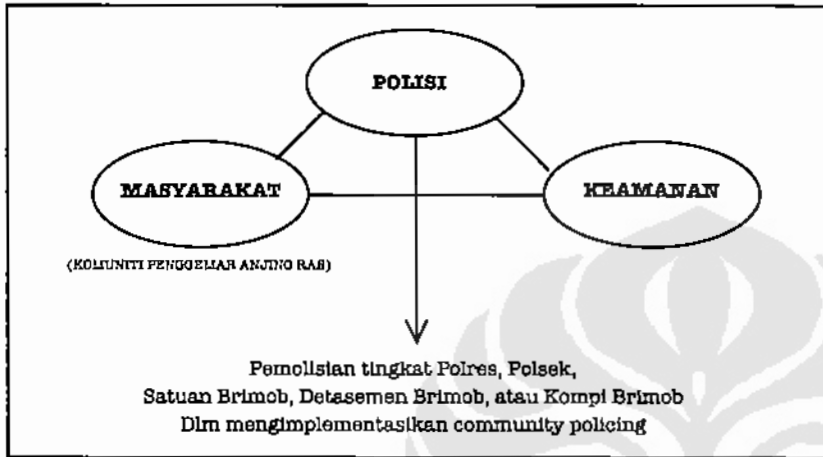 POLISI
MASYARAKAT
KEAMANAN
(KOMUNITI PENGGEMAR ANJING RAS)
Pemolisian tingkat Polres, Polsek,
Satuan Brimob, Detasemen Brimob, atau Kompi Brimob
Dlm mengimplementasikan community policing